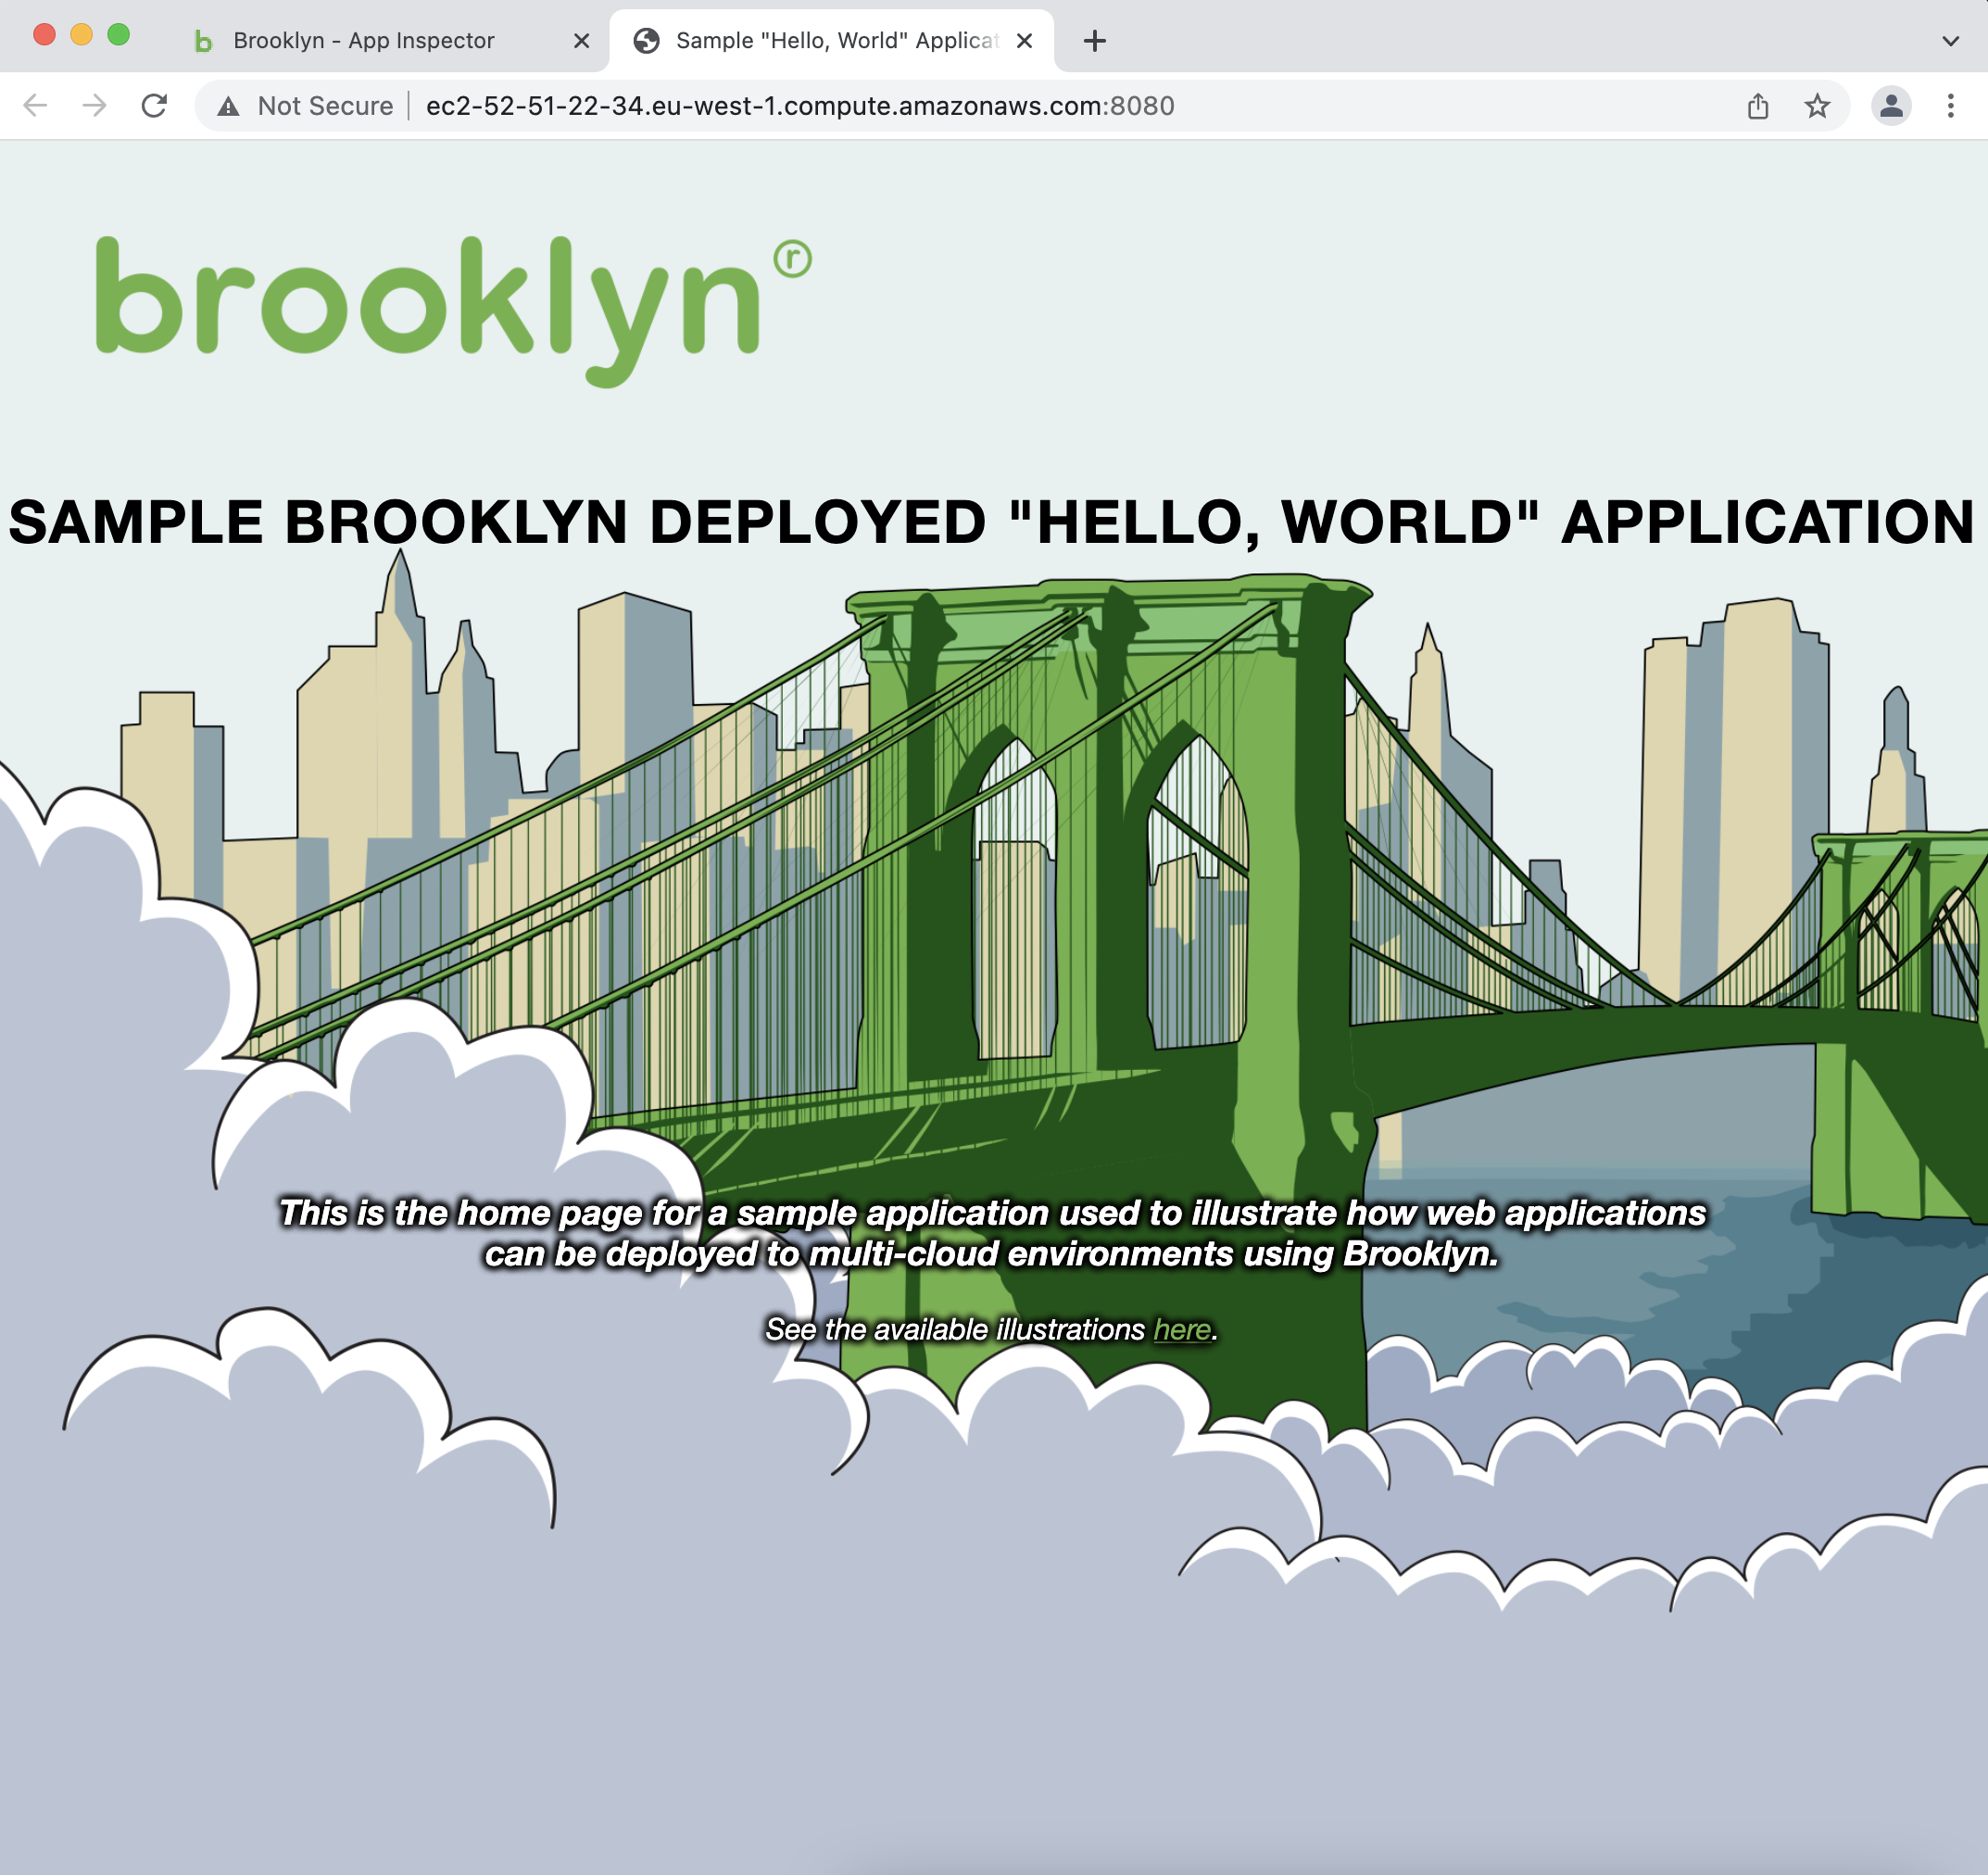 Brooklyn - App Inspector
Sample "Hello, World" Applicat
Not Secure
ec2-52-51-22-34.eu-west-1.compute.amazonaws.com:8080
brooklyn®
SAMPLE BROOKLYN DEPLOYED "HELLO, WORLD" APPLICATION
This is the home page for a sample application used to illustrate how web applications
can be deployed to multi-cloud environments using Brooklyn.
See the available illustrations here.